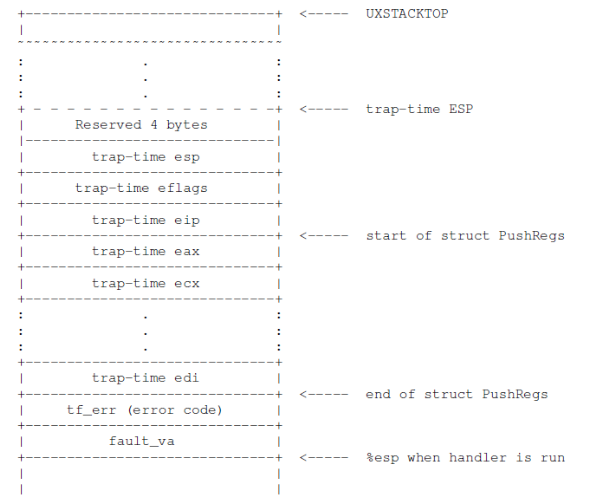 <----- UXSTACKTOP
<----- trap-time ESP
Reserved 4 bytes
trap-time esp
trap-time eflags
trap-time eip
<----- start of struct PushRegs
trap-time eax
trap-time ecx
trap-time edi
<----- end of struct PushRegs
tf_err (error code)
fault_va
<----- %esp when handler is run